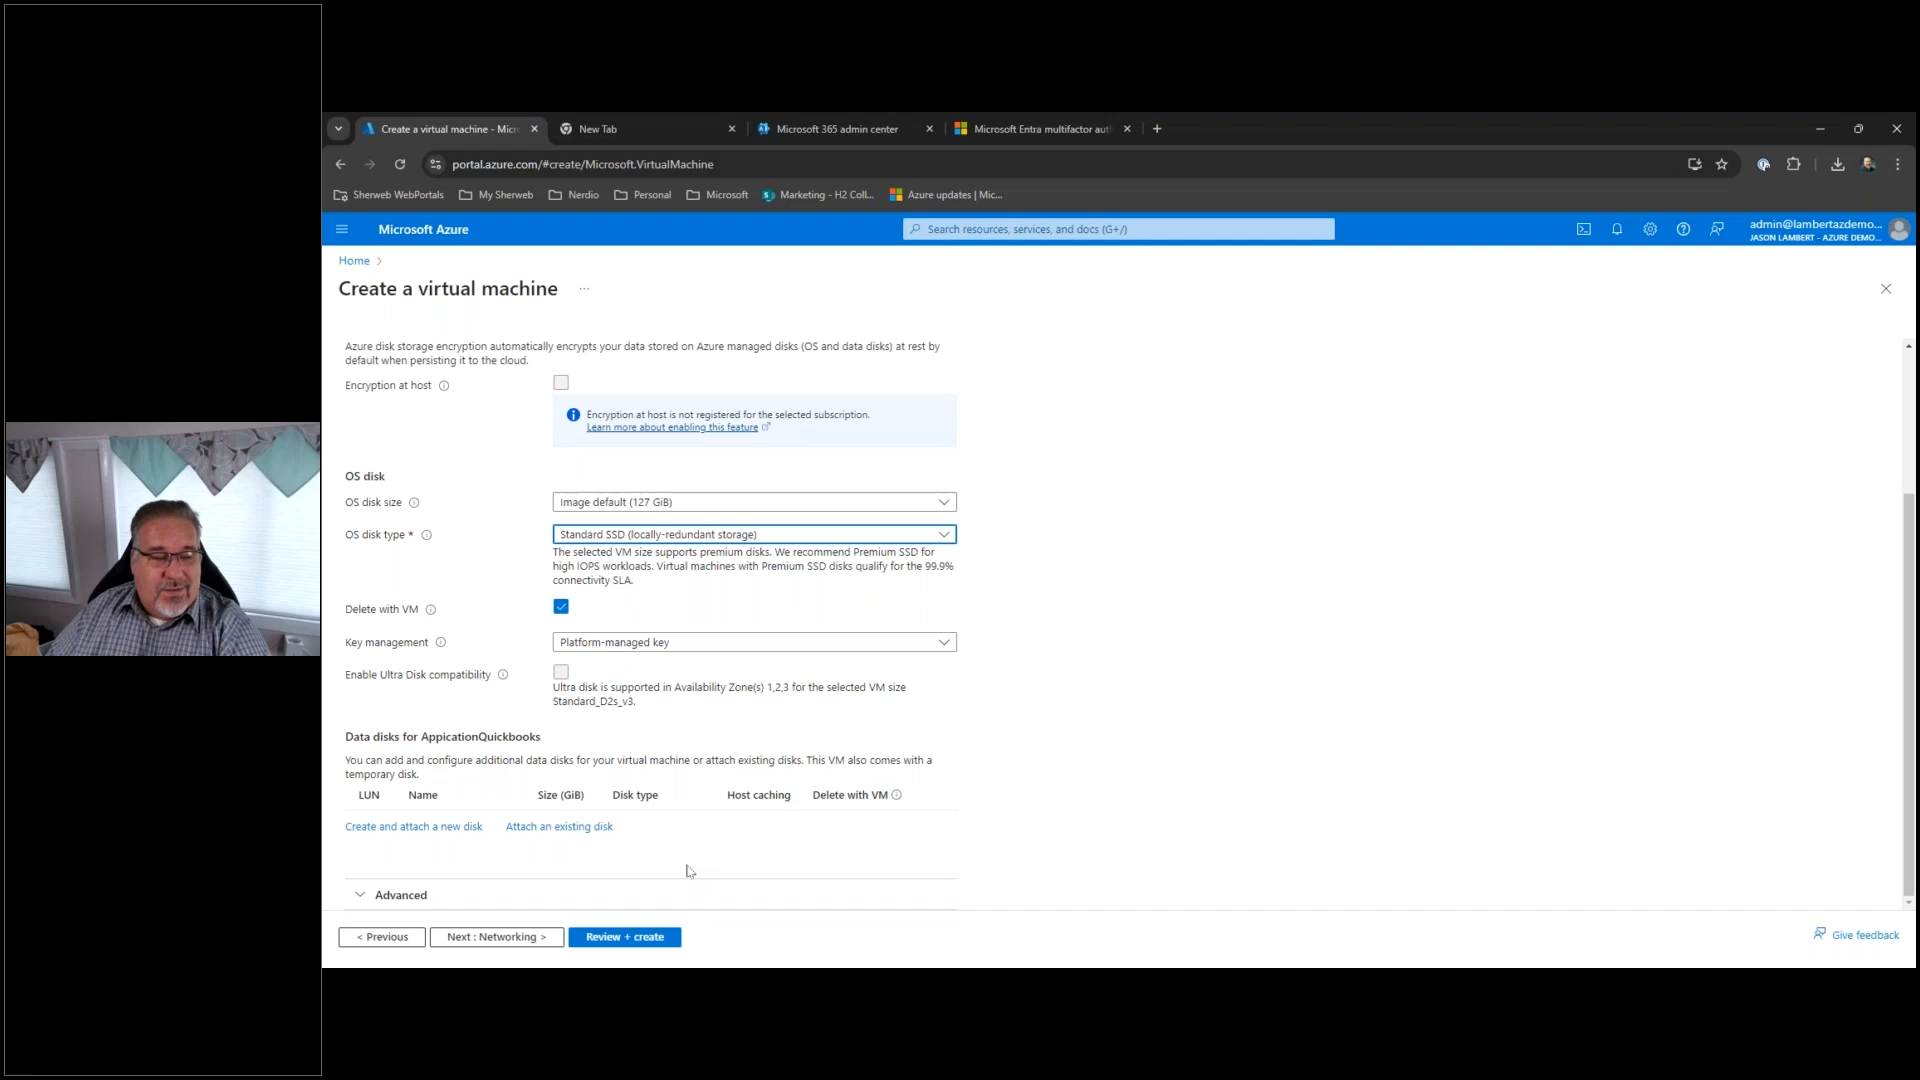 Create a virtual machine - Micr
New Tab
Microsoft 365 admin center
Microsoft Entra multifactor aut
portal.azure.com/#create/Microsoft.VirtualMachine
Sherweb WebPortals
My Sherweb
Nerdio
Personal
Microsoft
Marketing - H2 Coll...
Azure updates | Mic...
Microsoft Azure
Search resources, services, and docs (G+/)
admin@lambertazdemo...
JASON LAMBERT - AZURE DEMO...
Home
Create a virtual machine
Azure disk storage encryption automatically encrypts your data stored on Azure managed disks (OS and data disks) at rest by
default when persisting it to the cloud.
Encryption at host
Encryption at host is not registered for the selected subscription.
Learn more about enabling this feature
OS disk
OS disk size
Image default (127 GiB)
OS disk type *
Standard SSD (locally-redundant storage)
The selected VM size supports premium disks. We recommend Premium SSD for
high IOPS workloads. Virtual machines with Premium SSD disks qualify for the 99.9%
connectivity SLA.
Delete with VM
Key management
Platform-managed key
Enable Ultra Disk compatibility
Ultra disk is supported in Availability Zone(s) 1,2,3 for the selected VM size
Standard_D2s_v3.
Data disks for AppicationQuickbooks
You can add and configure additional data disks for your virtual machine or attach existing disks. This VM also comes with a
temporary disk.
LUN Name Size (GiB) Disk type Host caching Delete with VM
Create and attach a new disk Attach an existing disk
Advanced
< Previous
Next : Networking >
Review + create
Give feedback